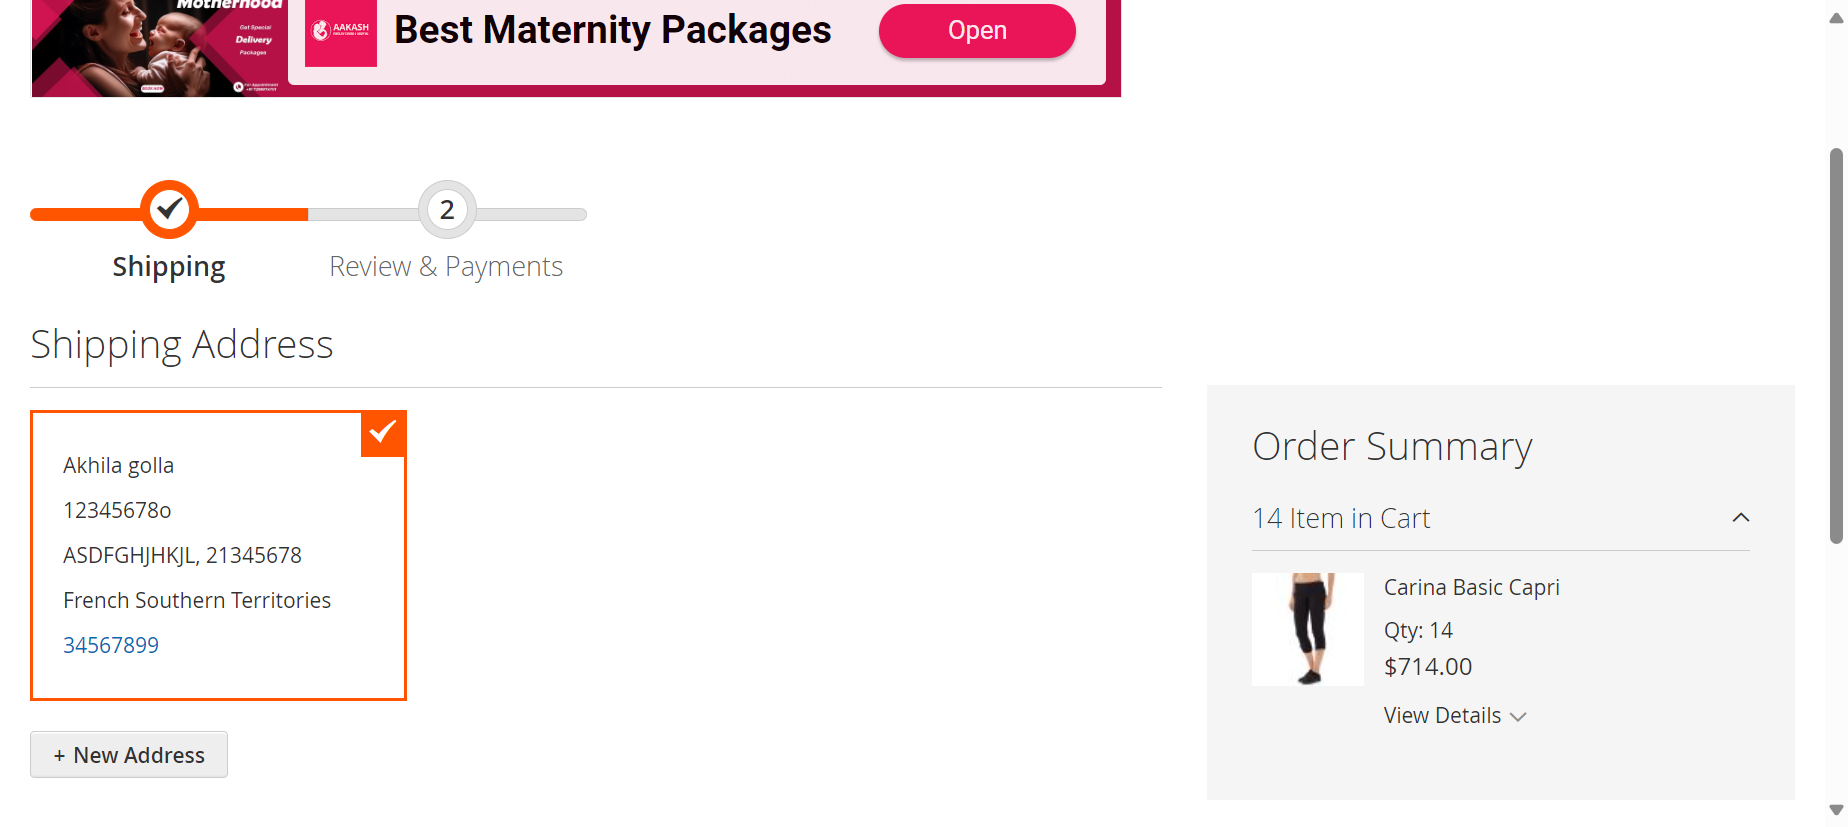 Motherhood
Get Special
Delivery
Packages
BOOK NOW
AAKASH
Best Maternity Packages
Open
2
Shipping
Review & Payments
Shipping Address
Akhila golla
12345678o
ASDFGHJHKJL, 21345678
French Southern Territories
34567899
+ New Address
Order Summary
14 Item in Cart
Carina Basic Capri
Qty: 14
$714.00
View Details